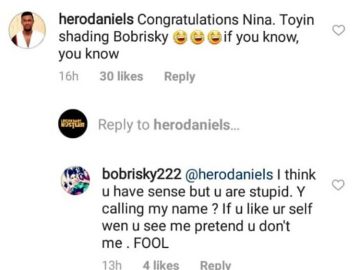 herodaniels Congratulations Nina. Toyin
shading Bobrisky 😂😂😂if you know,
you know
16h 30 likes Reply
Reply to herodaniels...
bobrisky222 @herodaniels I think
u have sense but u are stupid. Y
calling my name ? If u like ur self
wen u see me pretend u don't
me . FOOL
13h 4 likes Reply